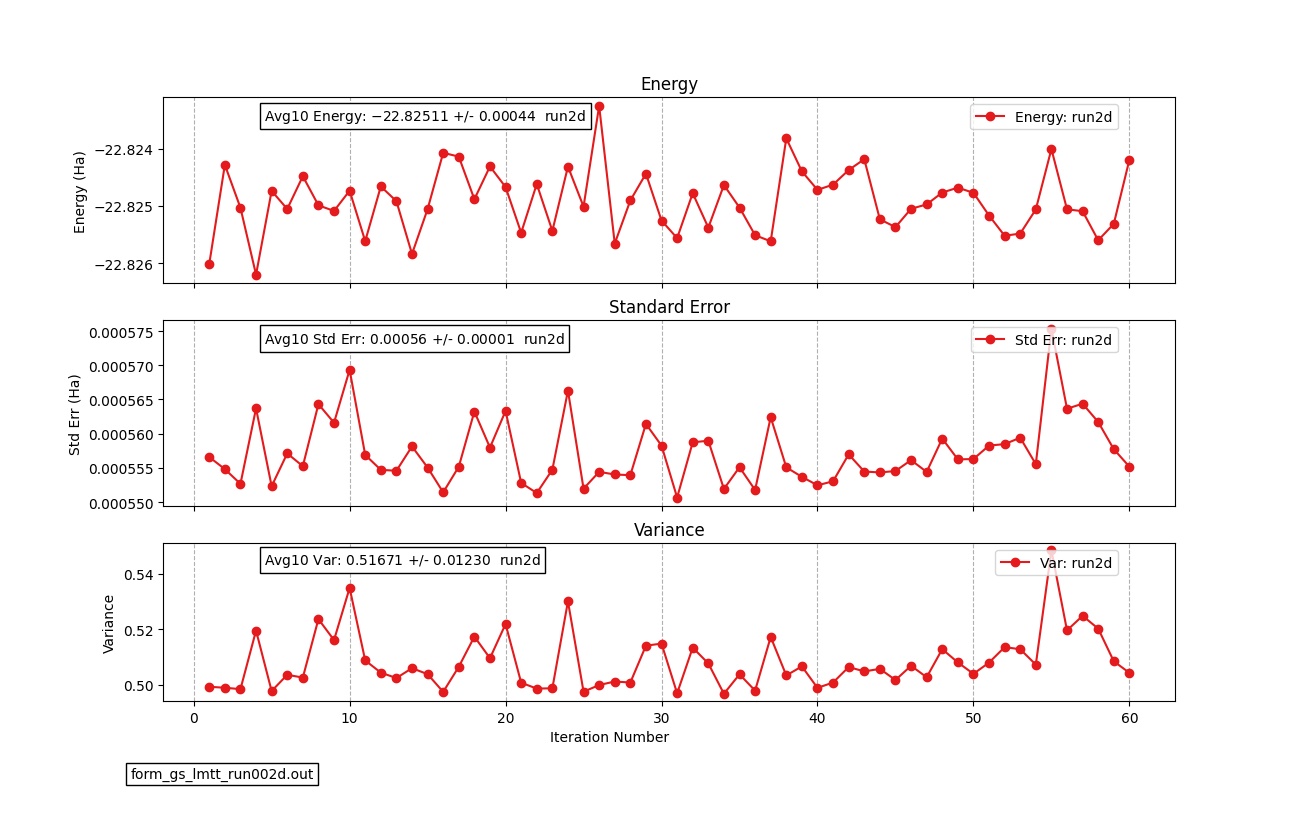 Energy
Avg10 Energy: −22.82511 +/- 0.00044 run2d
Energy: run2d
Energy (Ha)
−22.824
−22.825
−22.826
Standard Error
Avg10 Std Err: 0.00056 +/- 0.00001 run2d
Std Err: run2d
Std Err (Ha)
0.000575
0.000570
0.000565
0.000560
0.000555
0.000550
Variance
Avg10 Var: 0.51671 +/- 0.01230 run2d
Var: run2d
Variance
0.54
0.52
0.50
0 10 20 30 40 50 60
Iteration Number
form_gs_lmtt_run002d.out